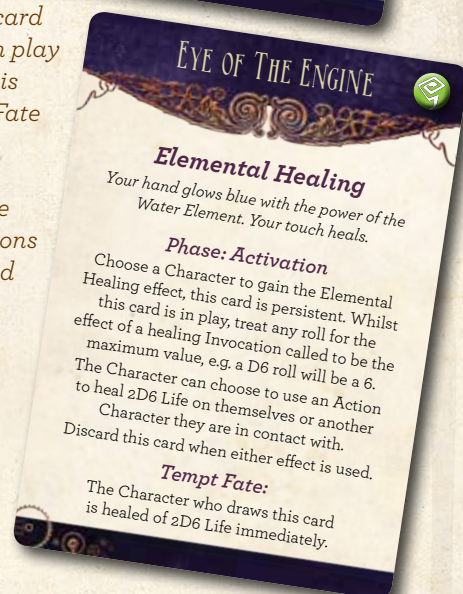 card
n play
is
Fate
e
ons
d
EYE OF THE ENGINE
Elemental Healing
Your hand glows blue with the power of the
Water Element. Your touch heals.
Phase: Activation
Choose a Character to gain the Elemental
Healing effect, this card is persistent. Whilst
this card is in play, treat any roll for the
effect of a healing Invocation called to be the
maximum value, e.g. a D6 roll will be a 6.
The Character can choose to use an Action
to heal 2D6 Life on themselves or another
Character they are in contact with.
Discard this card when either effect is used.
Tempt Fate:
The Character who draws this card
is healed of 2D6 Life immediately.